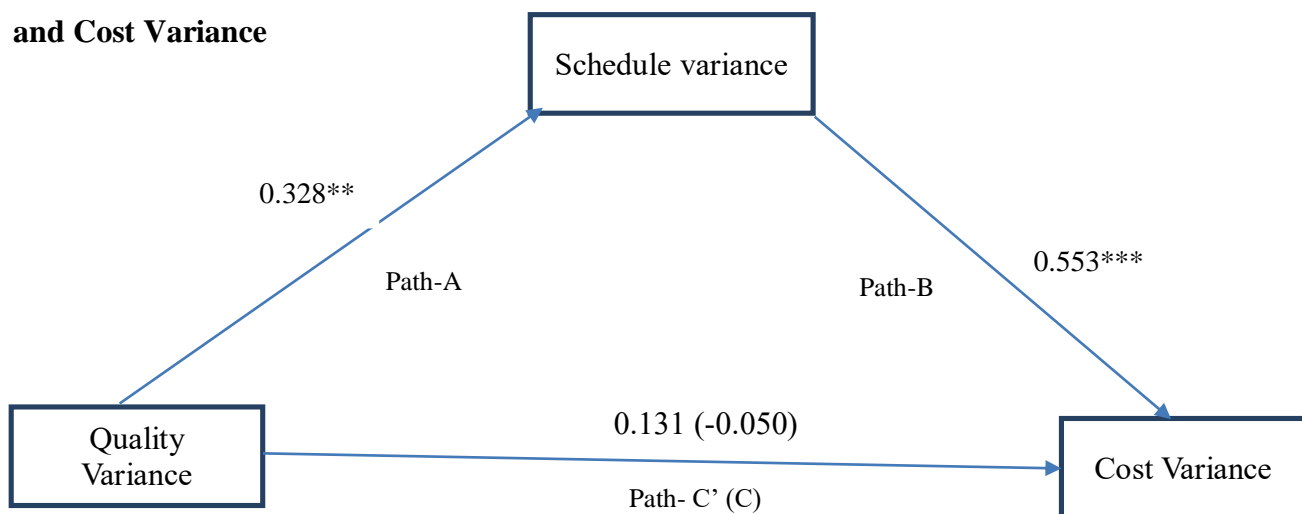 and Cost Variance
Schedule variance
0.328**
Path-A
Path-B
0.553***
Quality
Variance
0.131 (-0.050)
Path- C’ (C)
Cost Variance